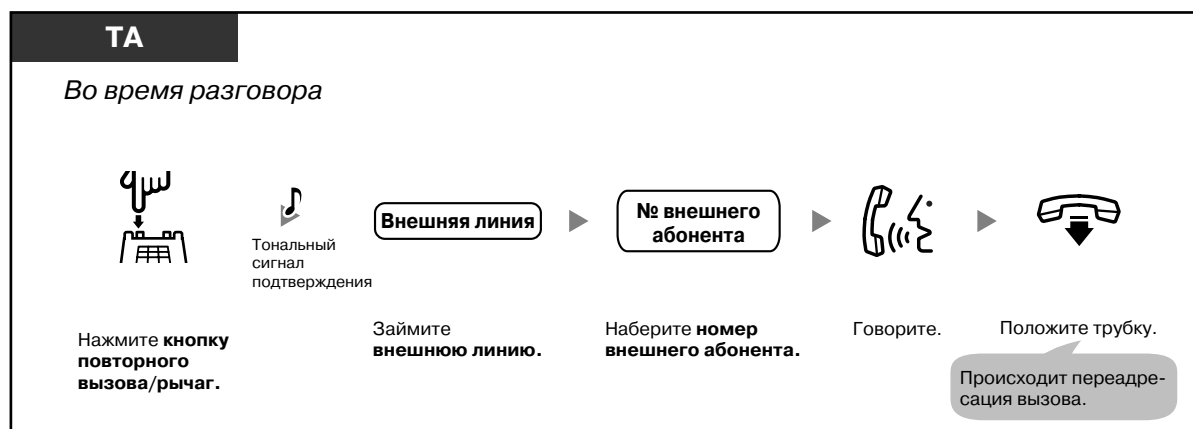 ТА
Во время разговора
Тональный
сигнал
подтверждения
Внешняя линия
№ внешнего
абонента
Нажмите кнопку
повторного
вызова/рычаг.
Займите
внешнюю линию.
Наберите номер
внешнего абонента.
Говорите.
Положите трубку.
Происходит переадре-
сация вызова.